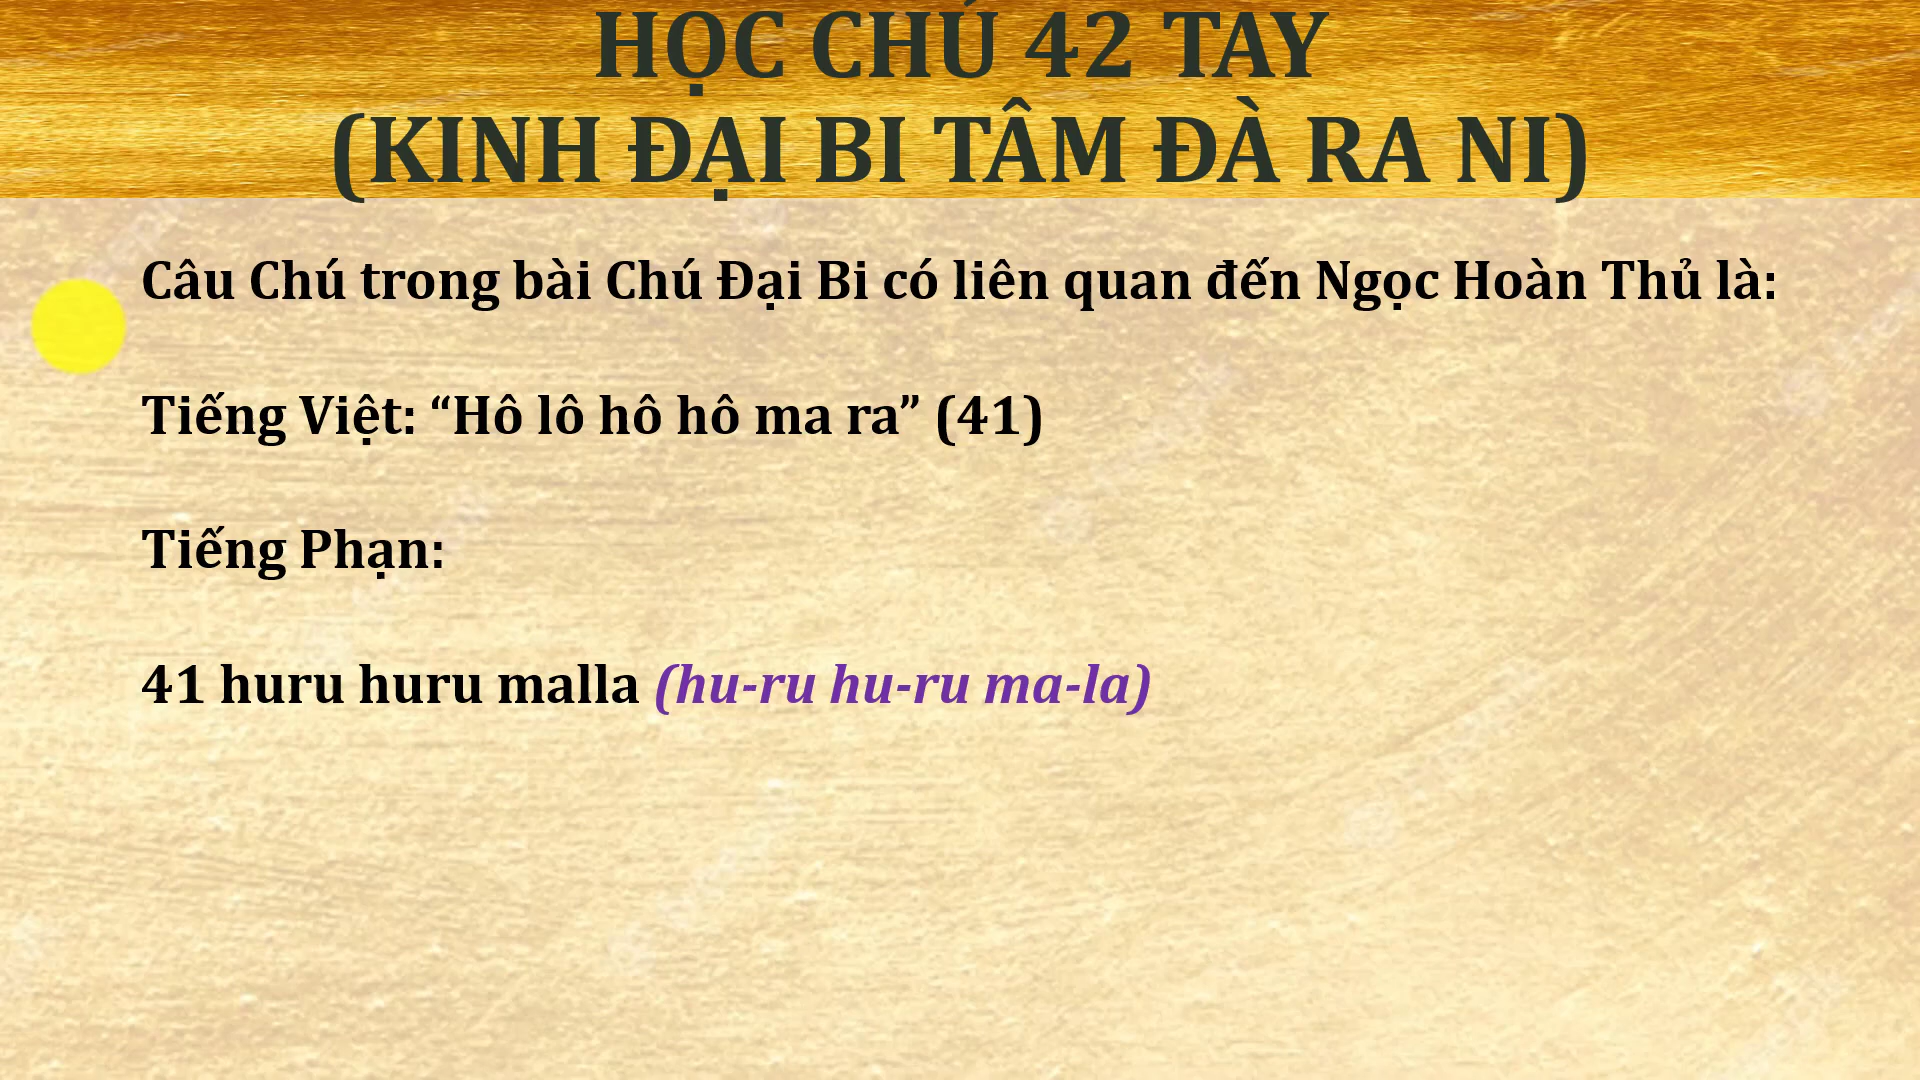 HỌC CHÚ 42 TAY
(KINH ĐẠI BI TÂM ĐÀ RA NI)
Câu Chú trong bài Chú Đại Bi có liên quan đến Ngọc Hoàn Thủ là:
Tiếng Việt: “Hô lô hô hô ma ra” (41)
Tiếng Phạn:
41 huru huru malla (hu-ru hu-ru ma-la)